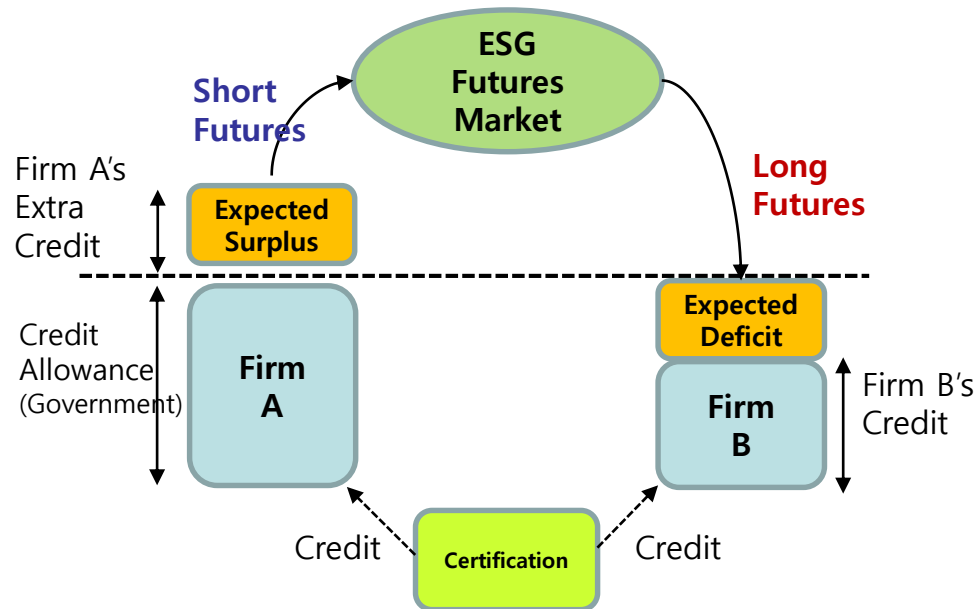 ESG
Futures
Market
Short
Futures
Long
Futures
Firm A's
Extra
Credit
Expected
Surplus
Expected
Deficit
Credit
Allowance
(Government)
Firm
A
Firm
B
Firm B's
Credit
Credit
Certification
Credit